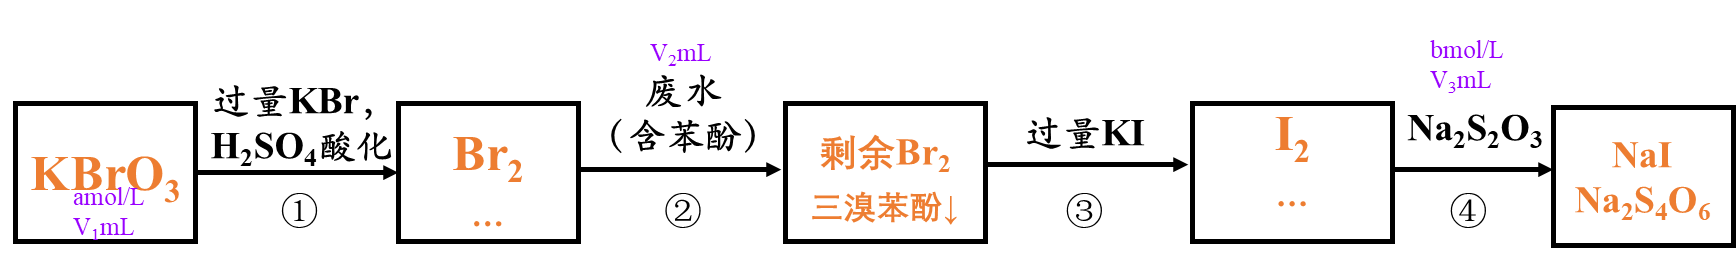 KBrO₃
amol/L
V₁mL
过量KBr，
H₂SO₄酸化
①
Br₂
...
V₂mL
废水
（含苯酚）
②
剩余Br₂
三溴苯酚↓
过量KI
③
I₂
...
bmol/L
V₃mL
Na₂S₂O₃
④
NaI
Na₂S₄O₆